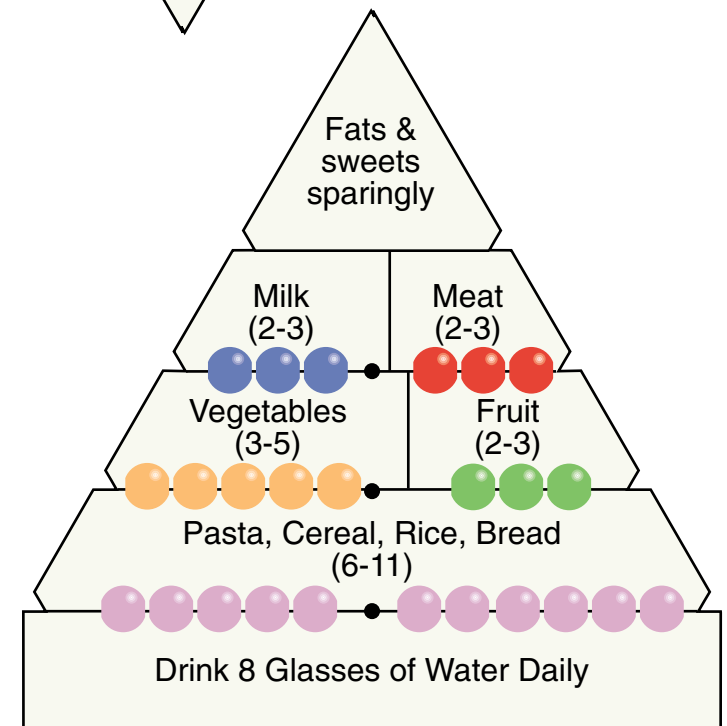 Fats &
sweets
sparingly
Milk
(2-3)
Meat
(2-3)
Vegetables
(3-5)
Fruit
(2-3)
Pasta, Cereal, Rice, Bread
(6-11)
Drink 8 Glasses of Water Daily